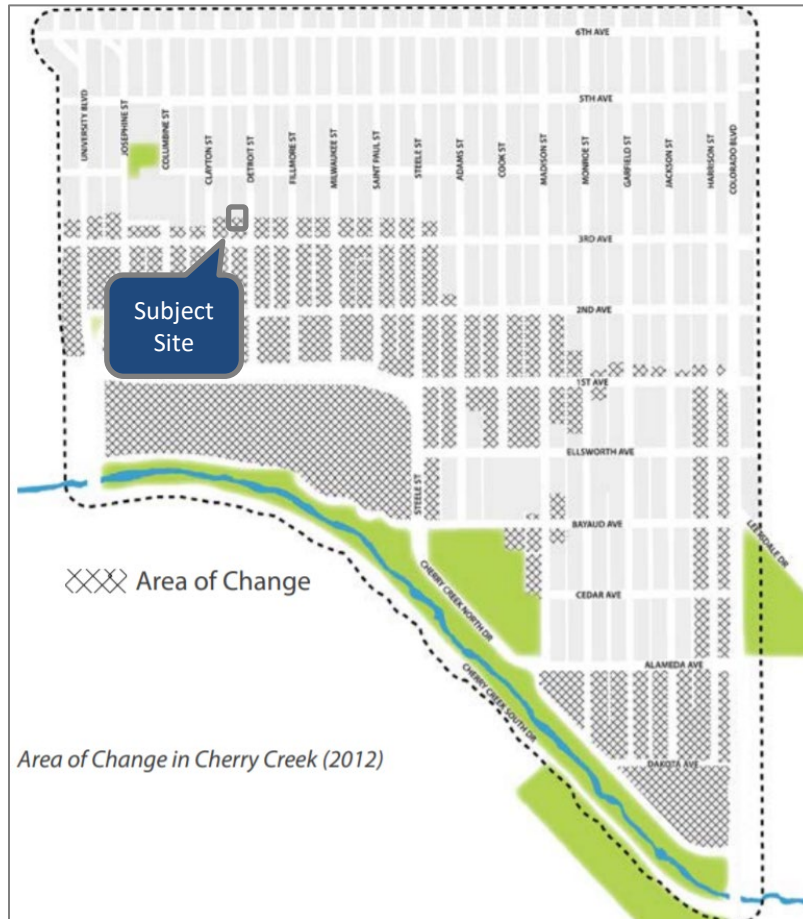 6TH AVE
5TH AVE
UNIVERSITY BLVD
JOSEPHINE ST
COLUMBINE ST
CLAYTON ST
DETROIT ST
FILLMORE ST
MILWAUKEE ST
SAINT PAUL ST
STEELE ST
ADAMS ST
COOK ST
MADISON ST
MONROE ST
GARFIELD ST
JACKSON ST
HARRISON ST
COLORADO BLVD
3RD AVE
2ND AVE
Subject
Site
1ST AVE
ELLSWORTH AVE
STEELE ST
BAYAUD AVE
LEETSDALE DR
Area of Change
CHERRY CREEK NORTH DR
CEDAR AVE
ALAMEDA AVE
CHERRY CREEK SOUTH DR
Area of Change in Cherry Creek (2012)
DAKOTA AVE